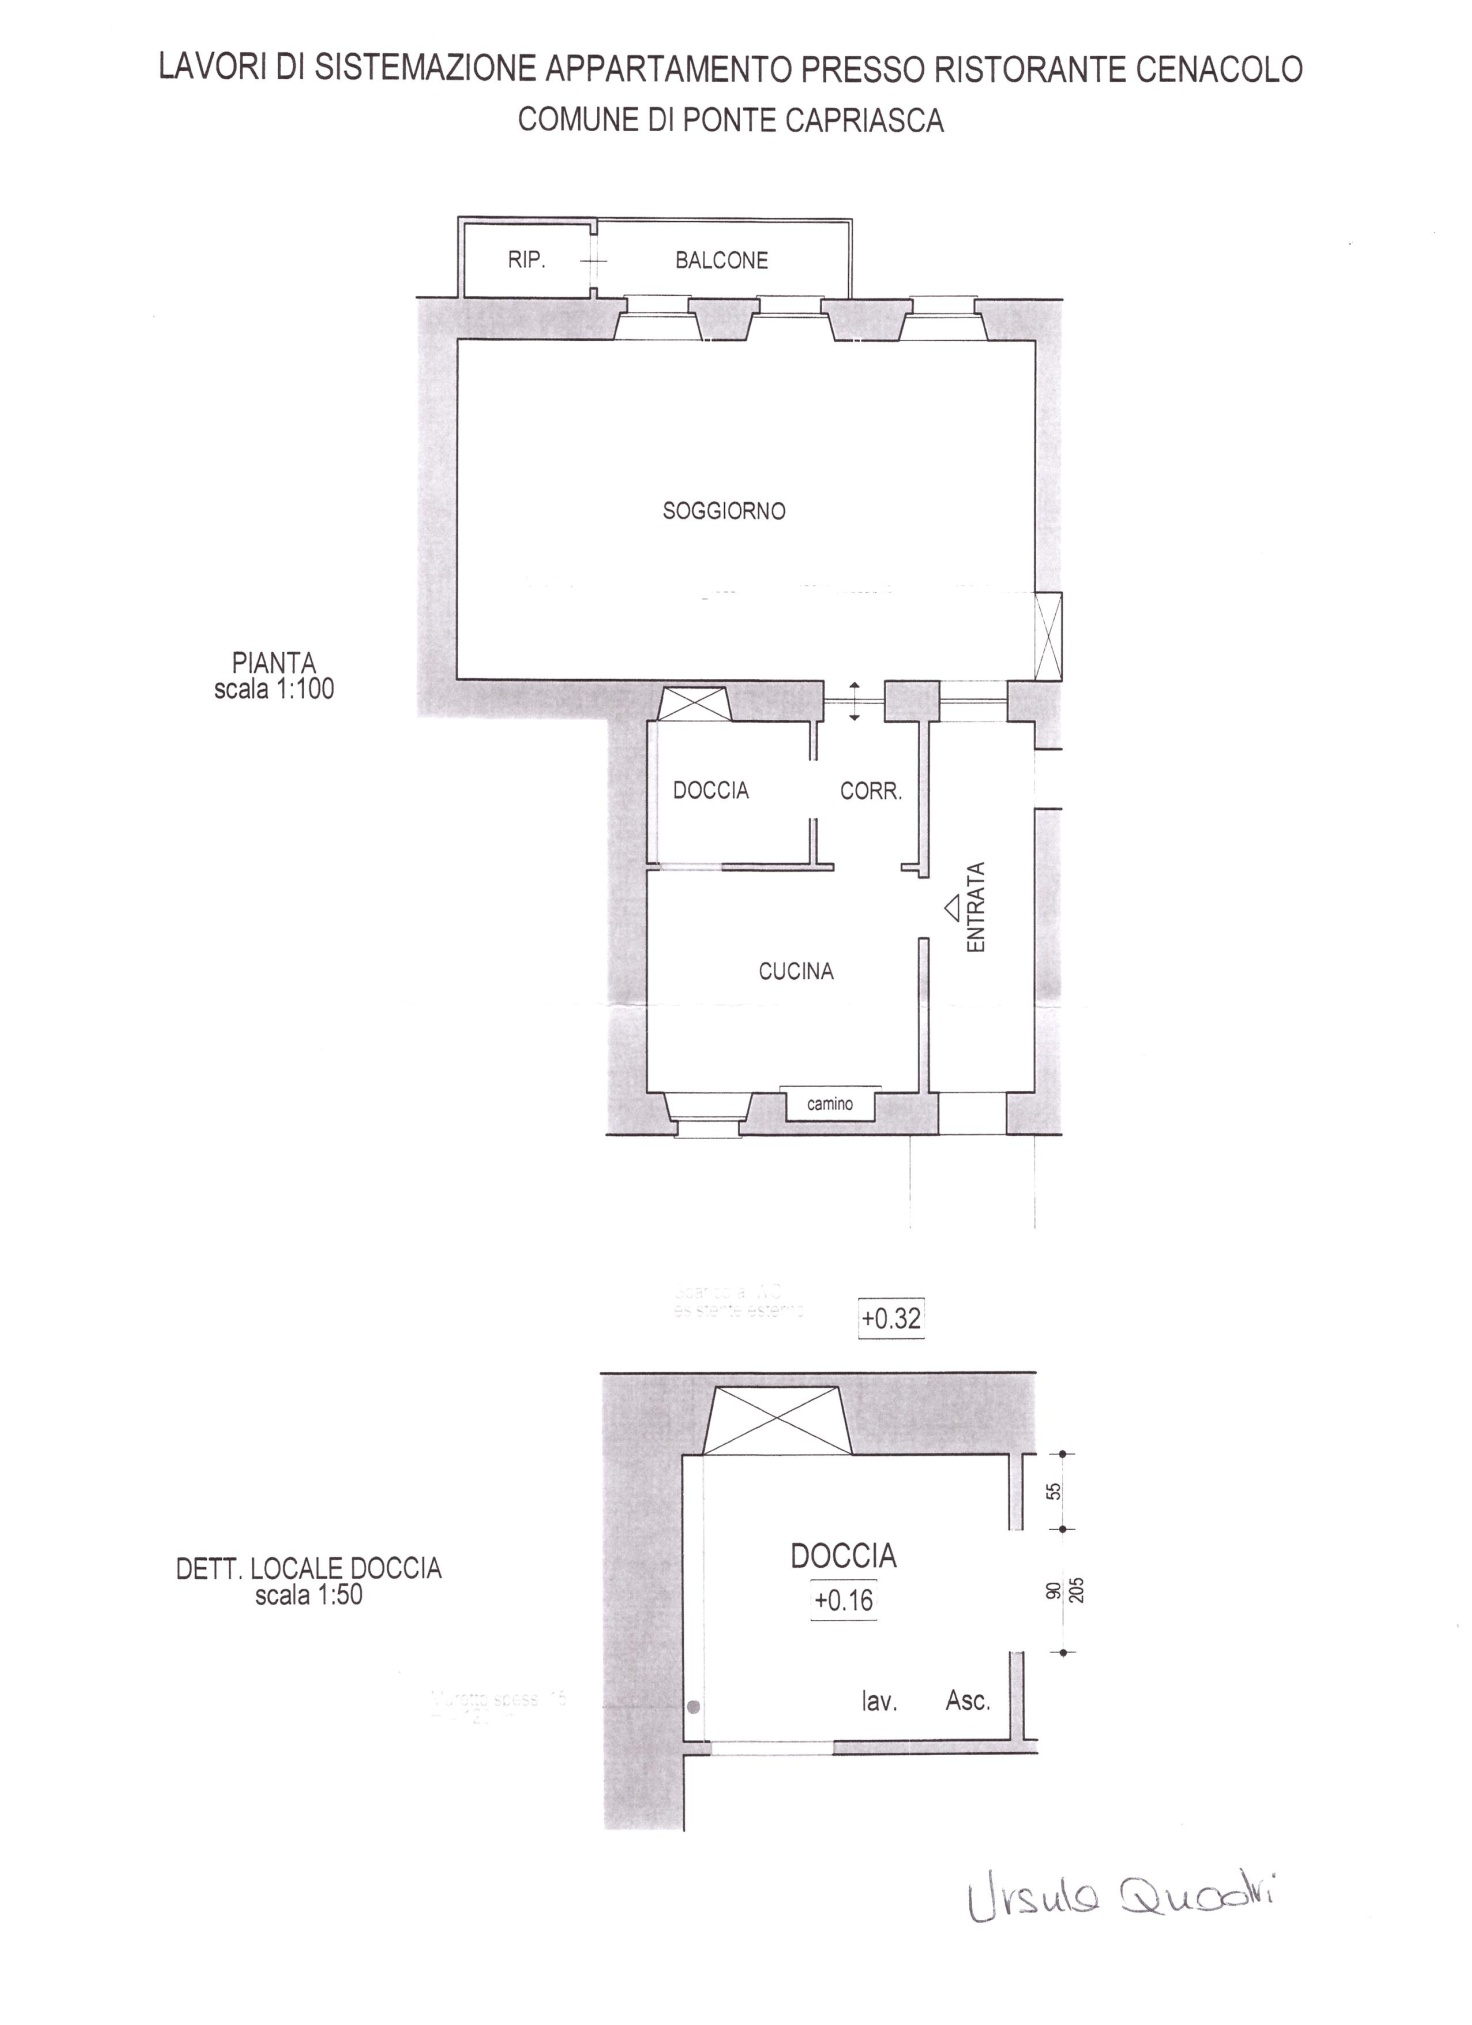 LAVORI DI SISTEMAZIONE APPARTAMENTO PRESSO RISTORANTE CENACOLO
COMUNE DI PONTE CAPRIASCA
RIP.
BALCONE
SOGGIORNO
PIANTA
scala 1:100
DOCCIA
CORR.
ENTRATA
CUCINA
camino
esistente esterno
+0.32
55
DOCCIA
+0.16
90
205
DETT. LOCALE DOCCIA
scala 1:50
lav.
Asc.
Ursula Quadri